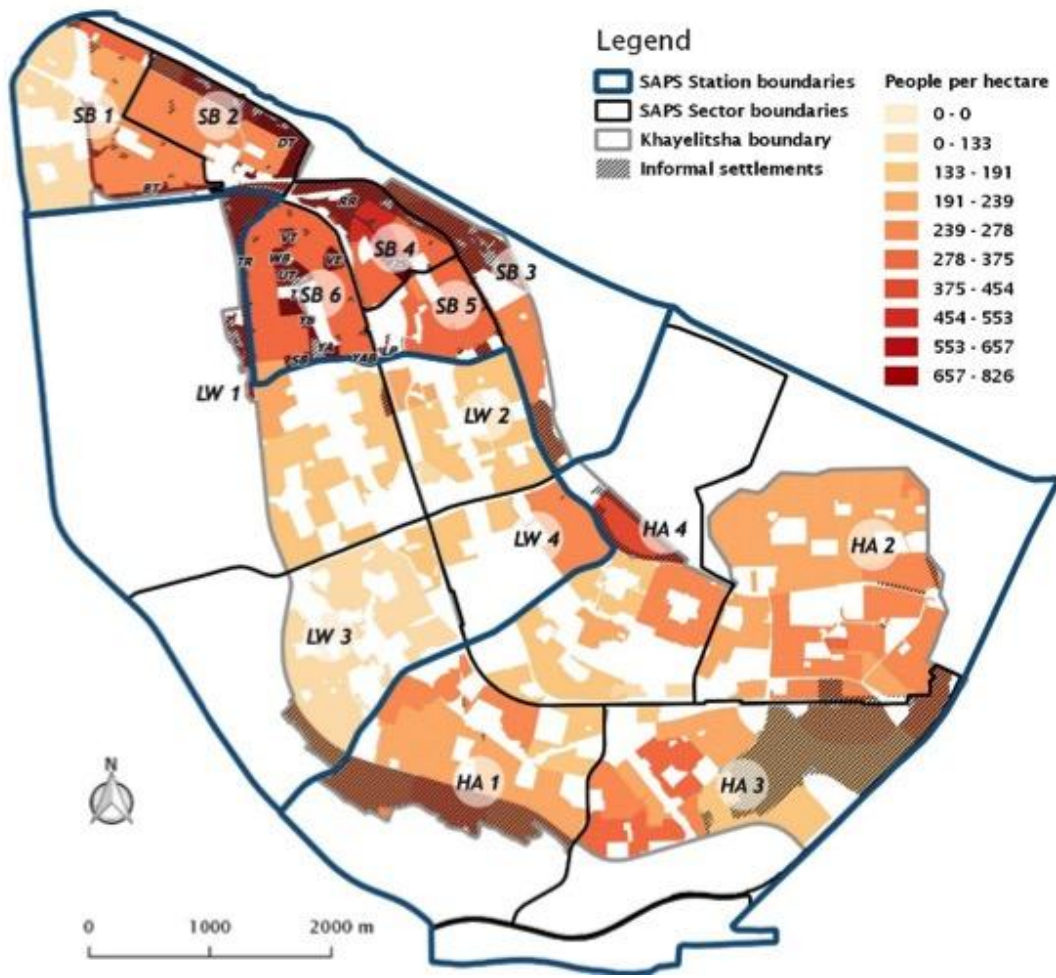 Legend
SAPS Station boundaries
SAPS Sector boundaries
Khayelitsha boundary
Informal settlements
People per hectare
0 - 0
0 - 133
133 - 191
191 - 239
239 - 278
278 - 375
375 - 454
454 - 553
553 - 657
657 - 826
SB 1
SB 2
DT
BT
RR
SB 4
SB 3
TR
VT
WB
VE
UT
SB 6
SB 5
TB
YA
SB
YAB
LP
LW 1
LW 2
LW 4
HA 4
HA 2
LW 3
HA 1
HA 3
N
0 1000 2000 m